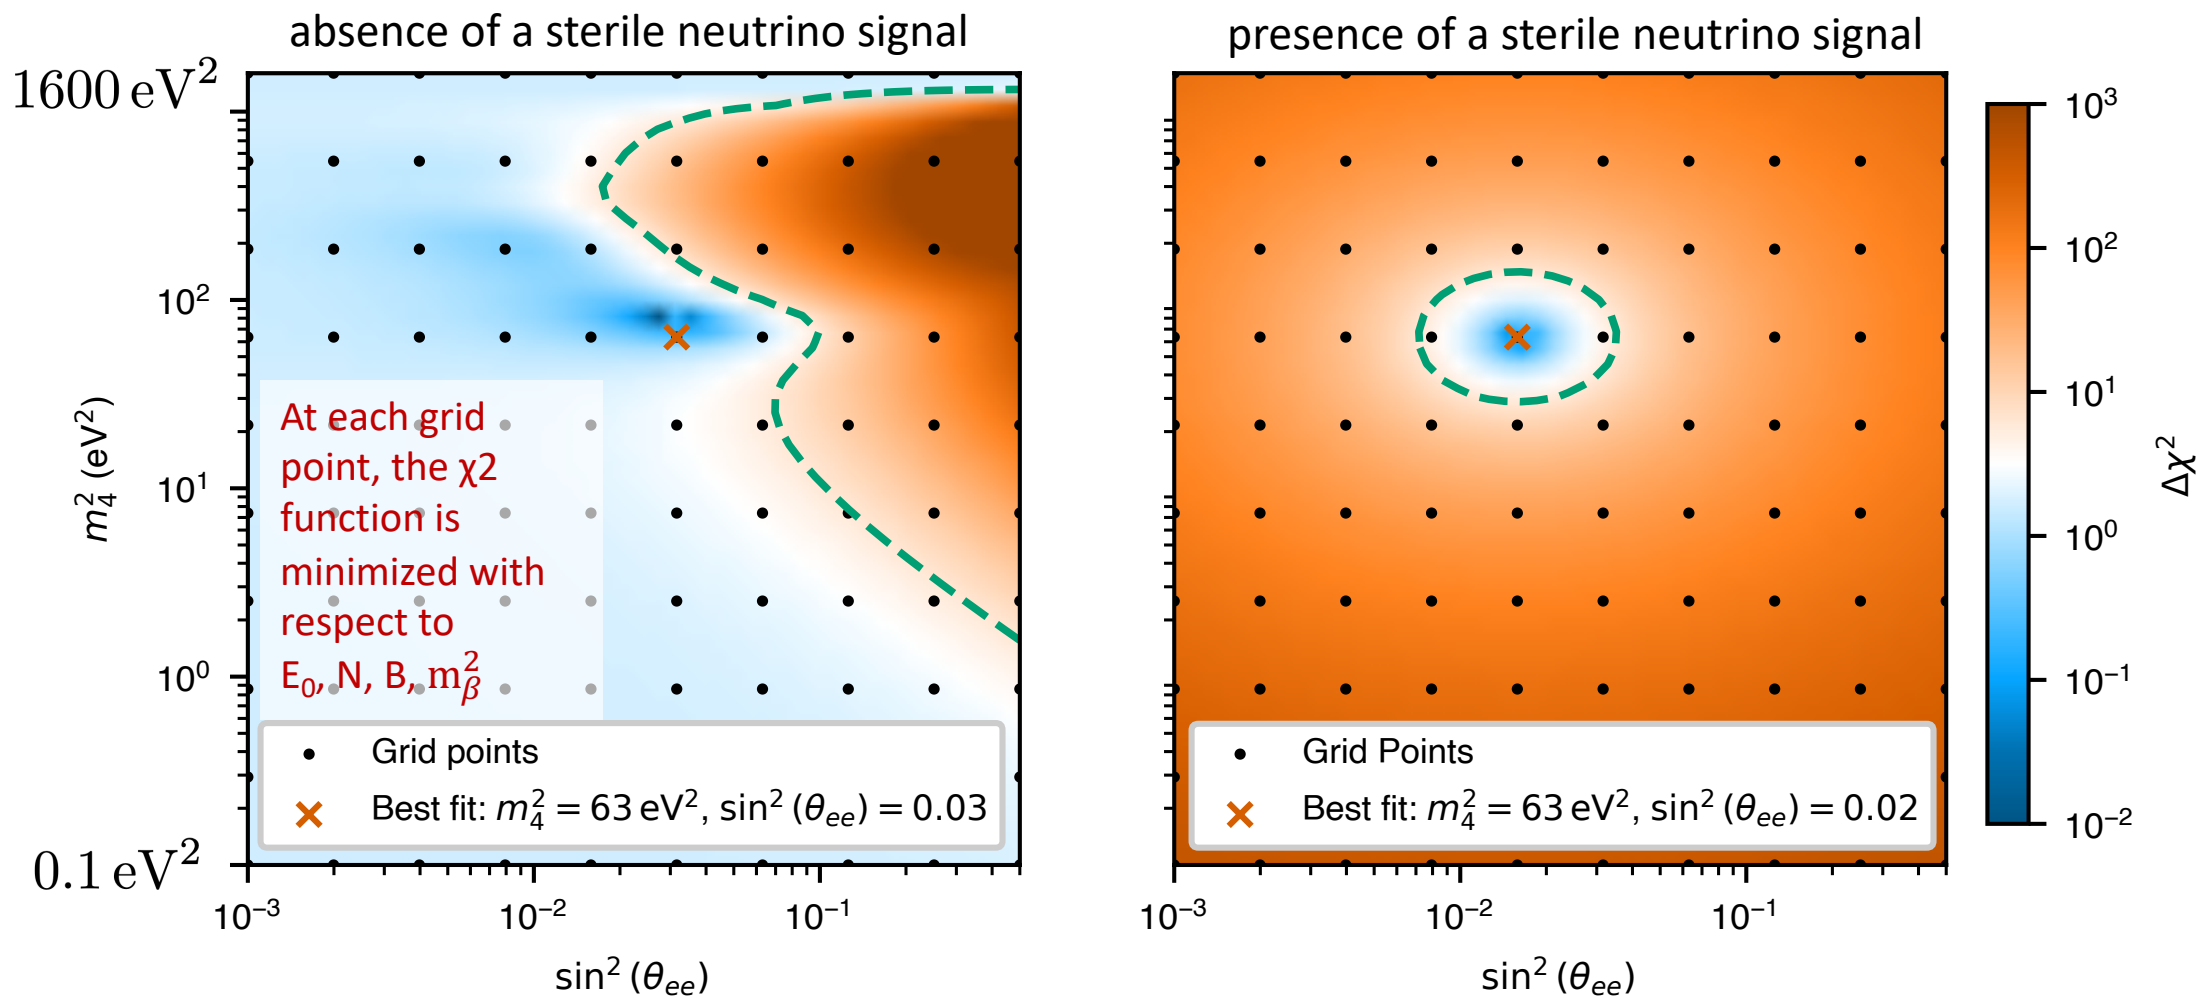 absence of a sterile neutrino signal
presence of a sterile neutrino signal
1600 eV²
10²
10¹
10⁰
0.1 eV²
m₄² (eV²)
At each grid
point, the χ2
function is
minimized with
respect to
E₀, N, B, m²β
Grid points
Best fit: m₄² = 63 eV², sin² (θₑₑ) = 0.03
10⁻³
10⁻²
10⁻¹
sin² (θₑₑ)
Grid Points
Best fit: m₄² = 63 eV², sin² (θₑₑ) = 0.02
10⁻³
10⁻²
10⁻¹
sin² (θₑₑ)
10³
10²
10¹
10⁰
10⁻¹
10⁻²
Δχ²